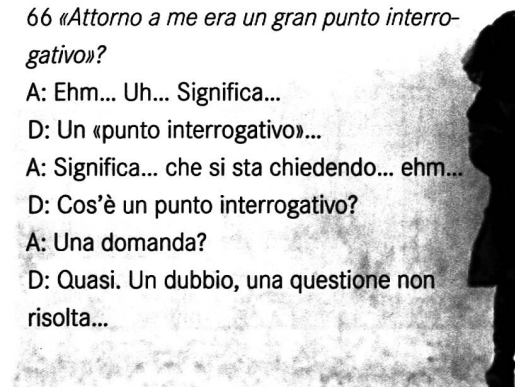 66 «Attorno a me era un gran punto interro-
gativo»?
A: Ehm... Uh... Significa...
D: Un «punto interrogativo»...
A: Significa... che si sta chiedendo... ehm...
D: Cos'è un punto interrogativo?
A: Una domanda?
D: Quasi. Un dubbio, una questione non
risolta...